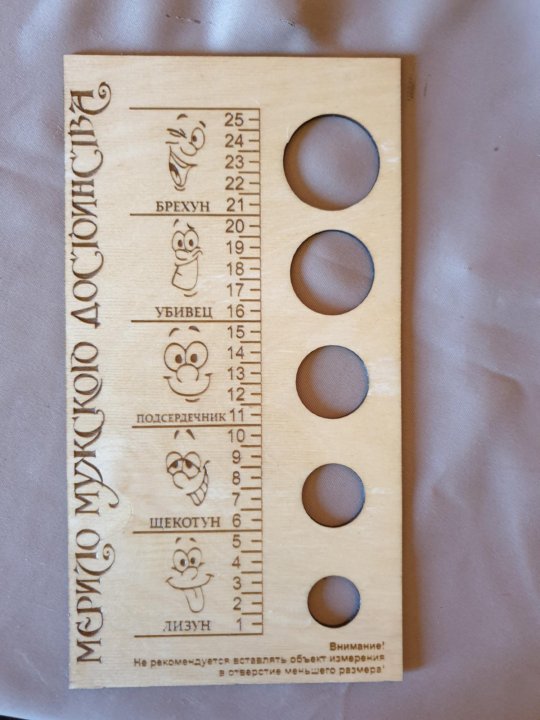 МЕРИЛО МУЖСКОГО ДОСТОИНСТВА
25
24
23
22
БРЕХУН 21
20
19
18
17
УБИВЕЦ 16
15
14
13
12
ПОДСЕРДЕЧНИК 11
10
9
8
7
ЩЕКОТУН 6
5
4
3
2
ЛИЗУН 1
Внимание!
Не рекомендуется вставлять объект измерения
в отверстие меньшего размера!